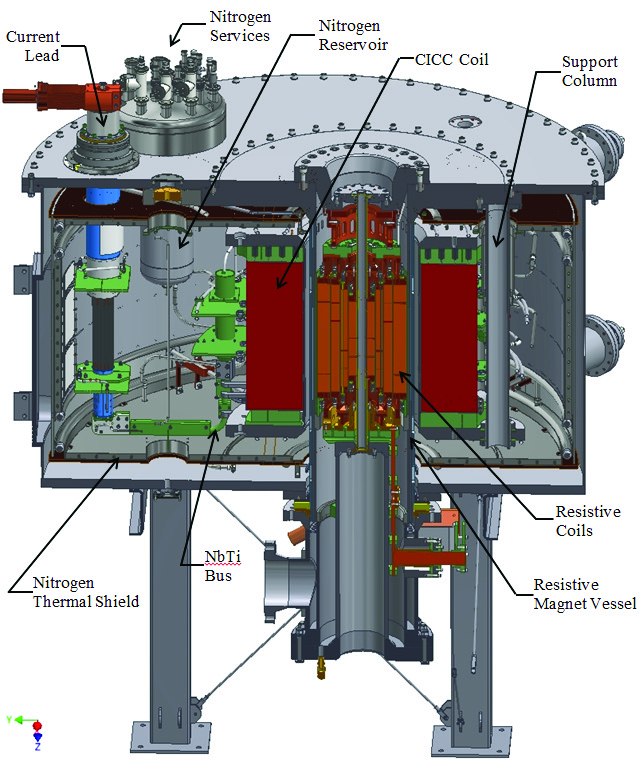 Nitrogen
Services
Nitrogen
Reservoir
Current
Lead
CICC Coil
Support
Column
Resistive
Coils
NbTi
Bus
Nitrogen
Thermal Shield
Resistive
Magnet Vessel
Y
Z